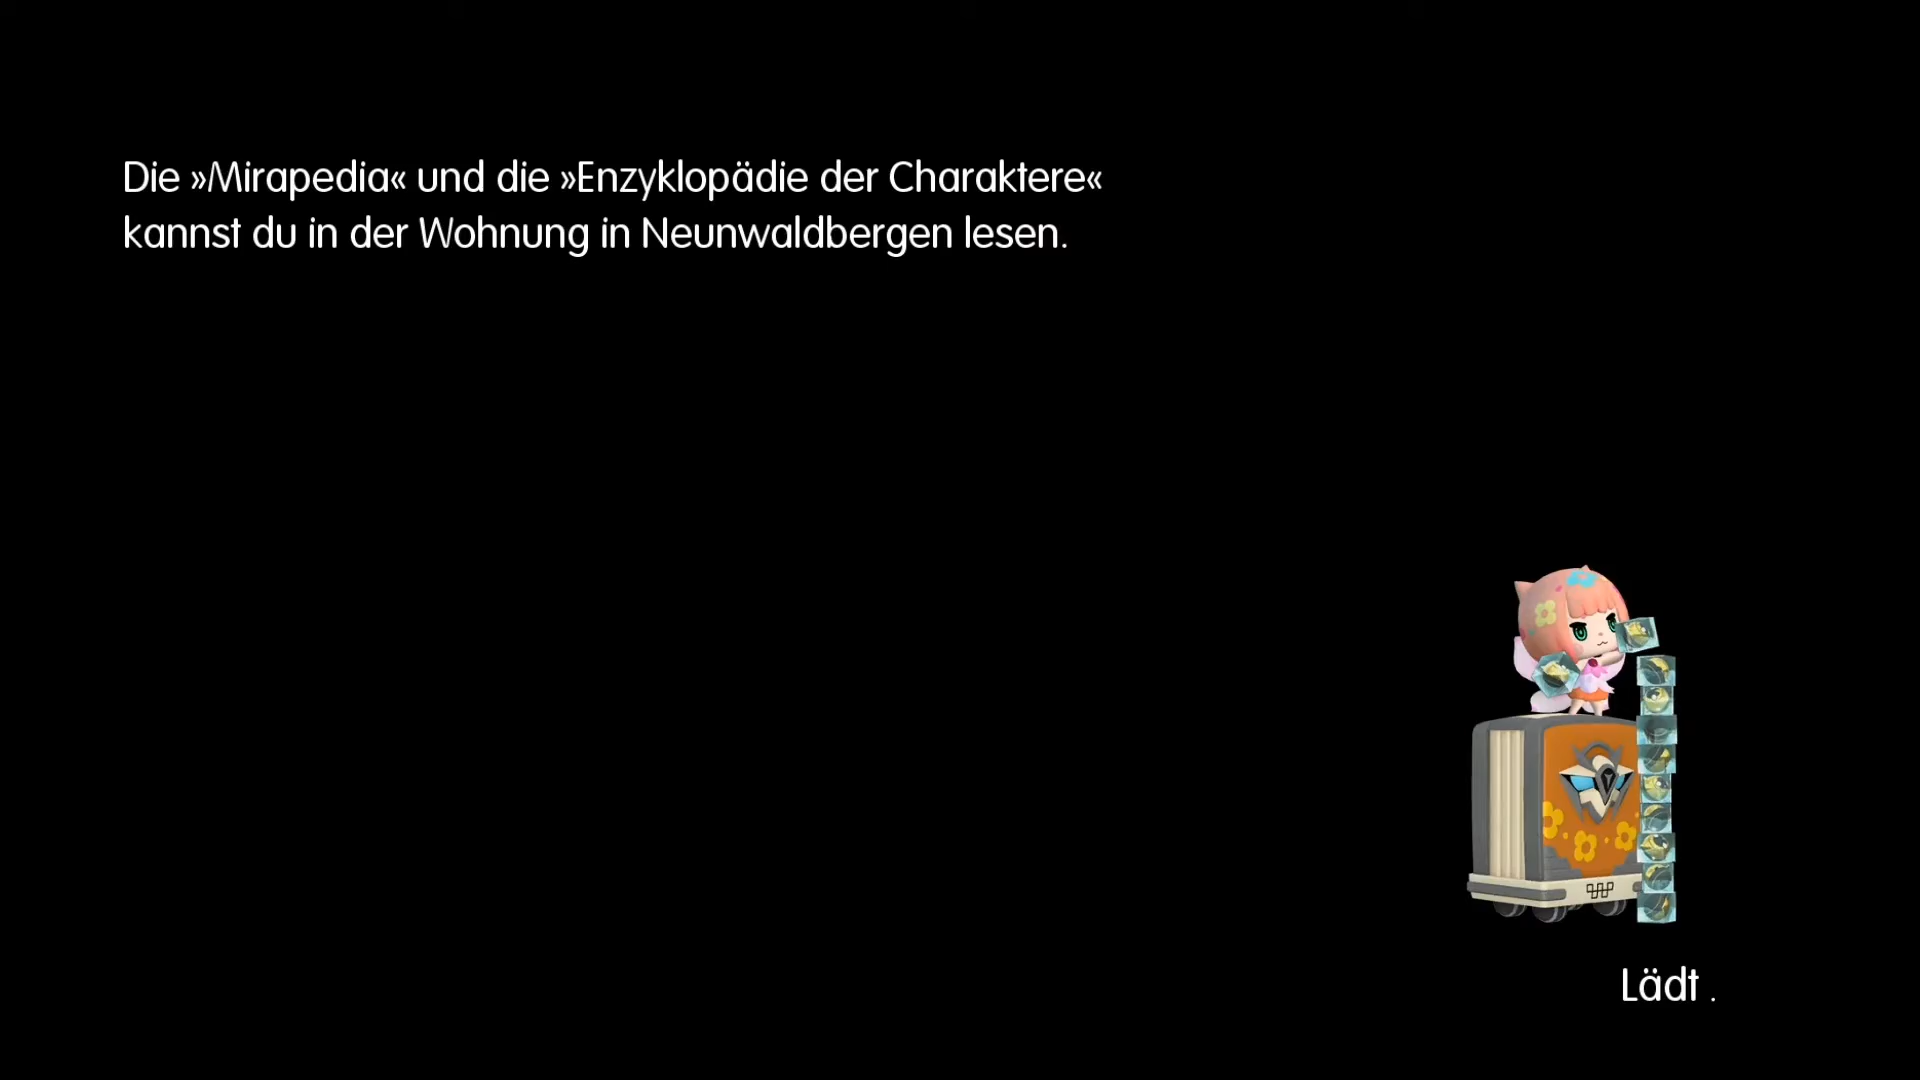 Die »Mirapedia« und die »Enzyklopädie der Charaktere«
kannst du in der Wohnung in Neunwaldbergen lesen.
Lädt .